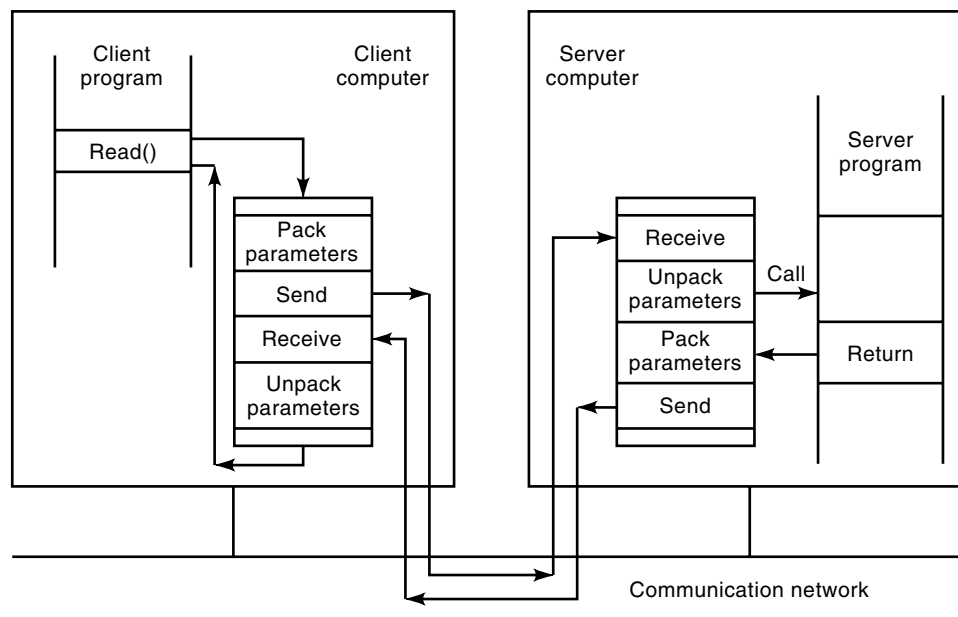 Client
program
Client
computer
Read()
Pack
parameters
Send
Receive
Unpack
parameters
Server
computer
Server
program
Receive
Unpack
parameters
Call
Pack
parameters
Return
Send
Communication network